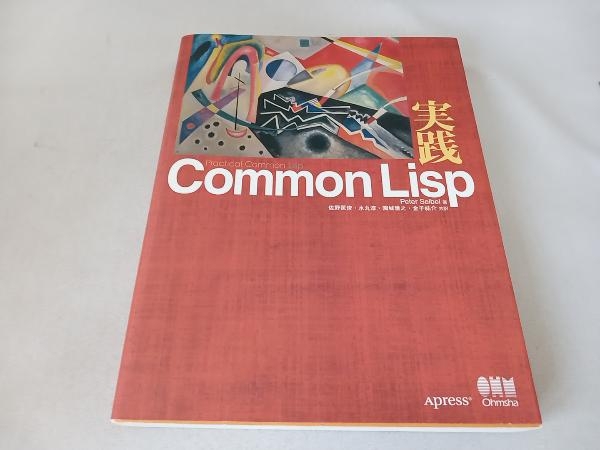 実践
Practical Common Lisp
Common Lisp
Peter Seibel 著
佐野匡俊・水丸淳・園城雅之・金子祐介 共訳
Apress®
OHM
Ohmsha